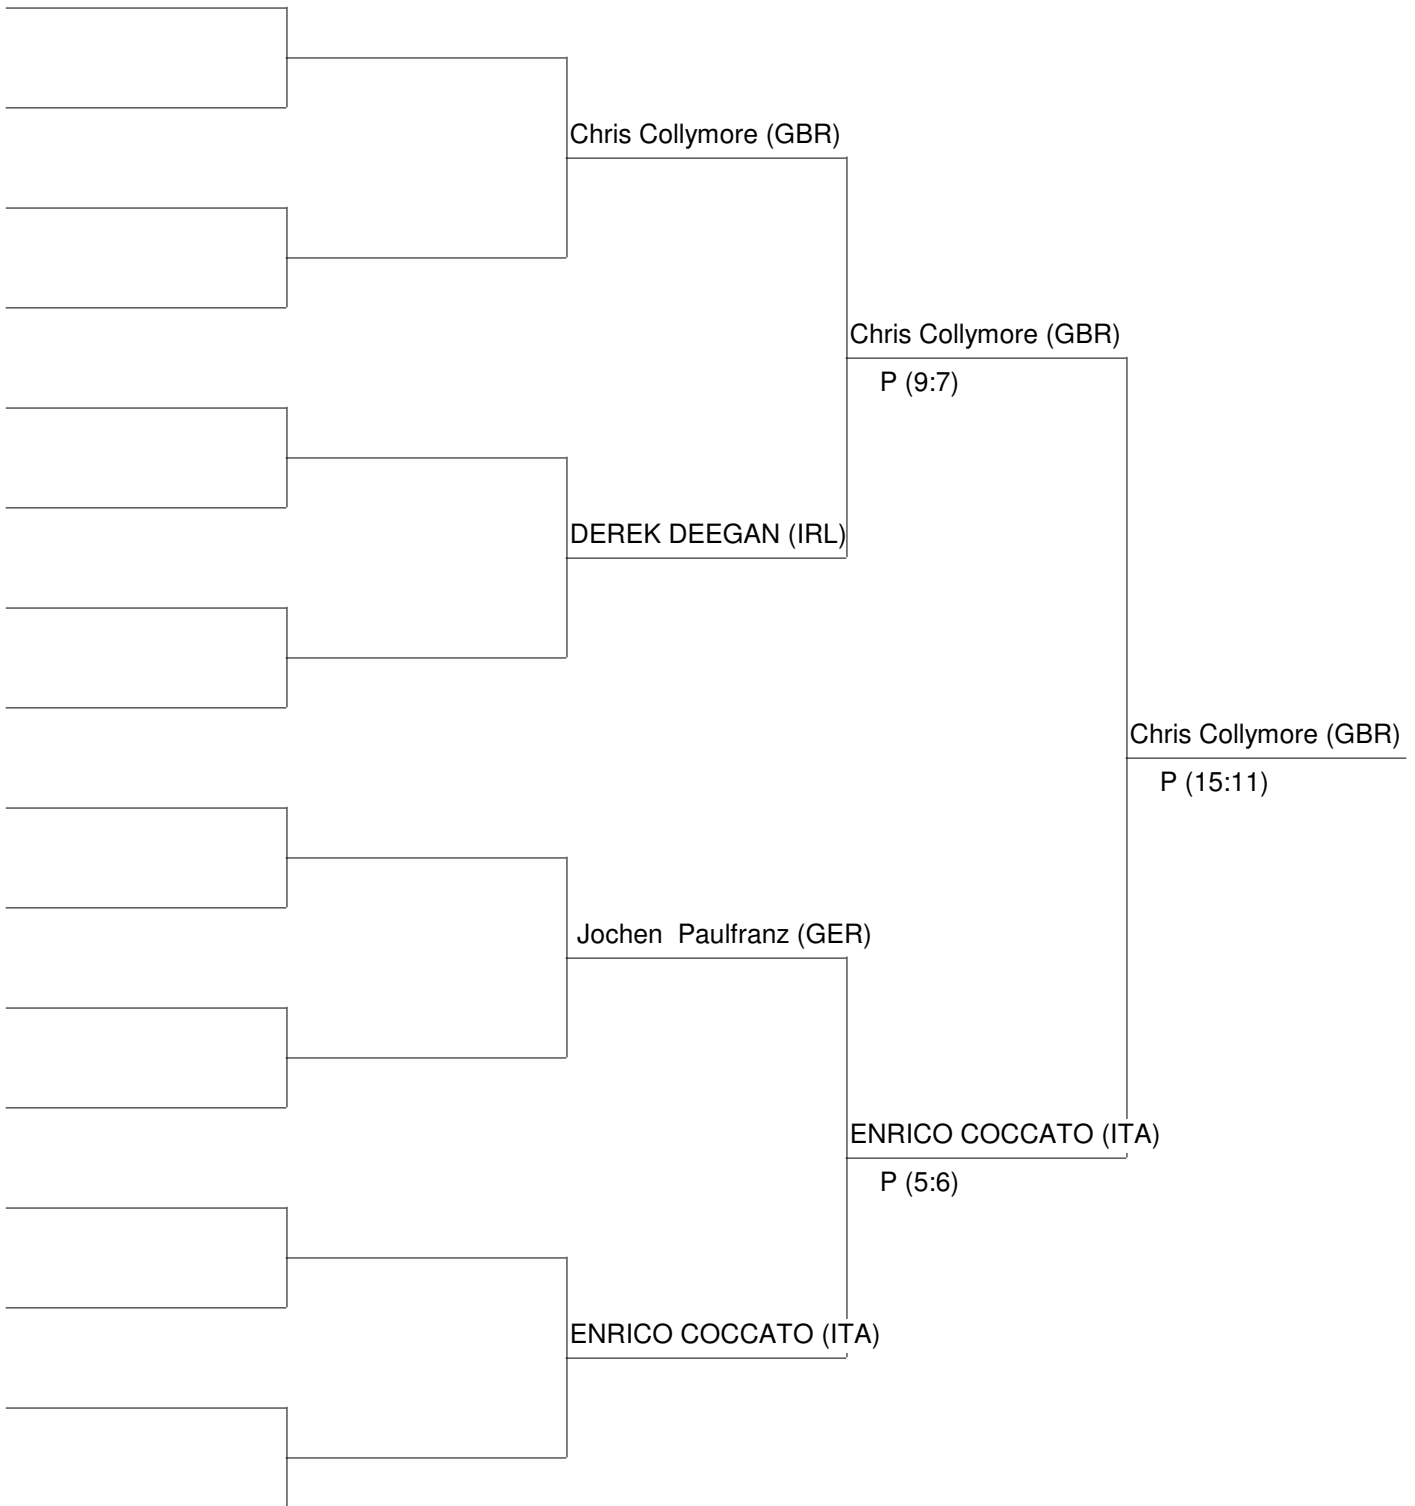 Chris Collymore (GBR)
Chris Collymore (GBR)
P (9:7)
DEREK DEEGAN (IRL)
Chris Collymore (GBR)
P (15:11)
Jochen  Paulfranz (GER)
ENRICO COCCATO (ITA)
P (5:6)
ENRICO COCCATO (ITA)